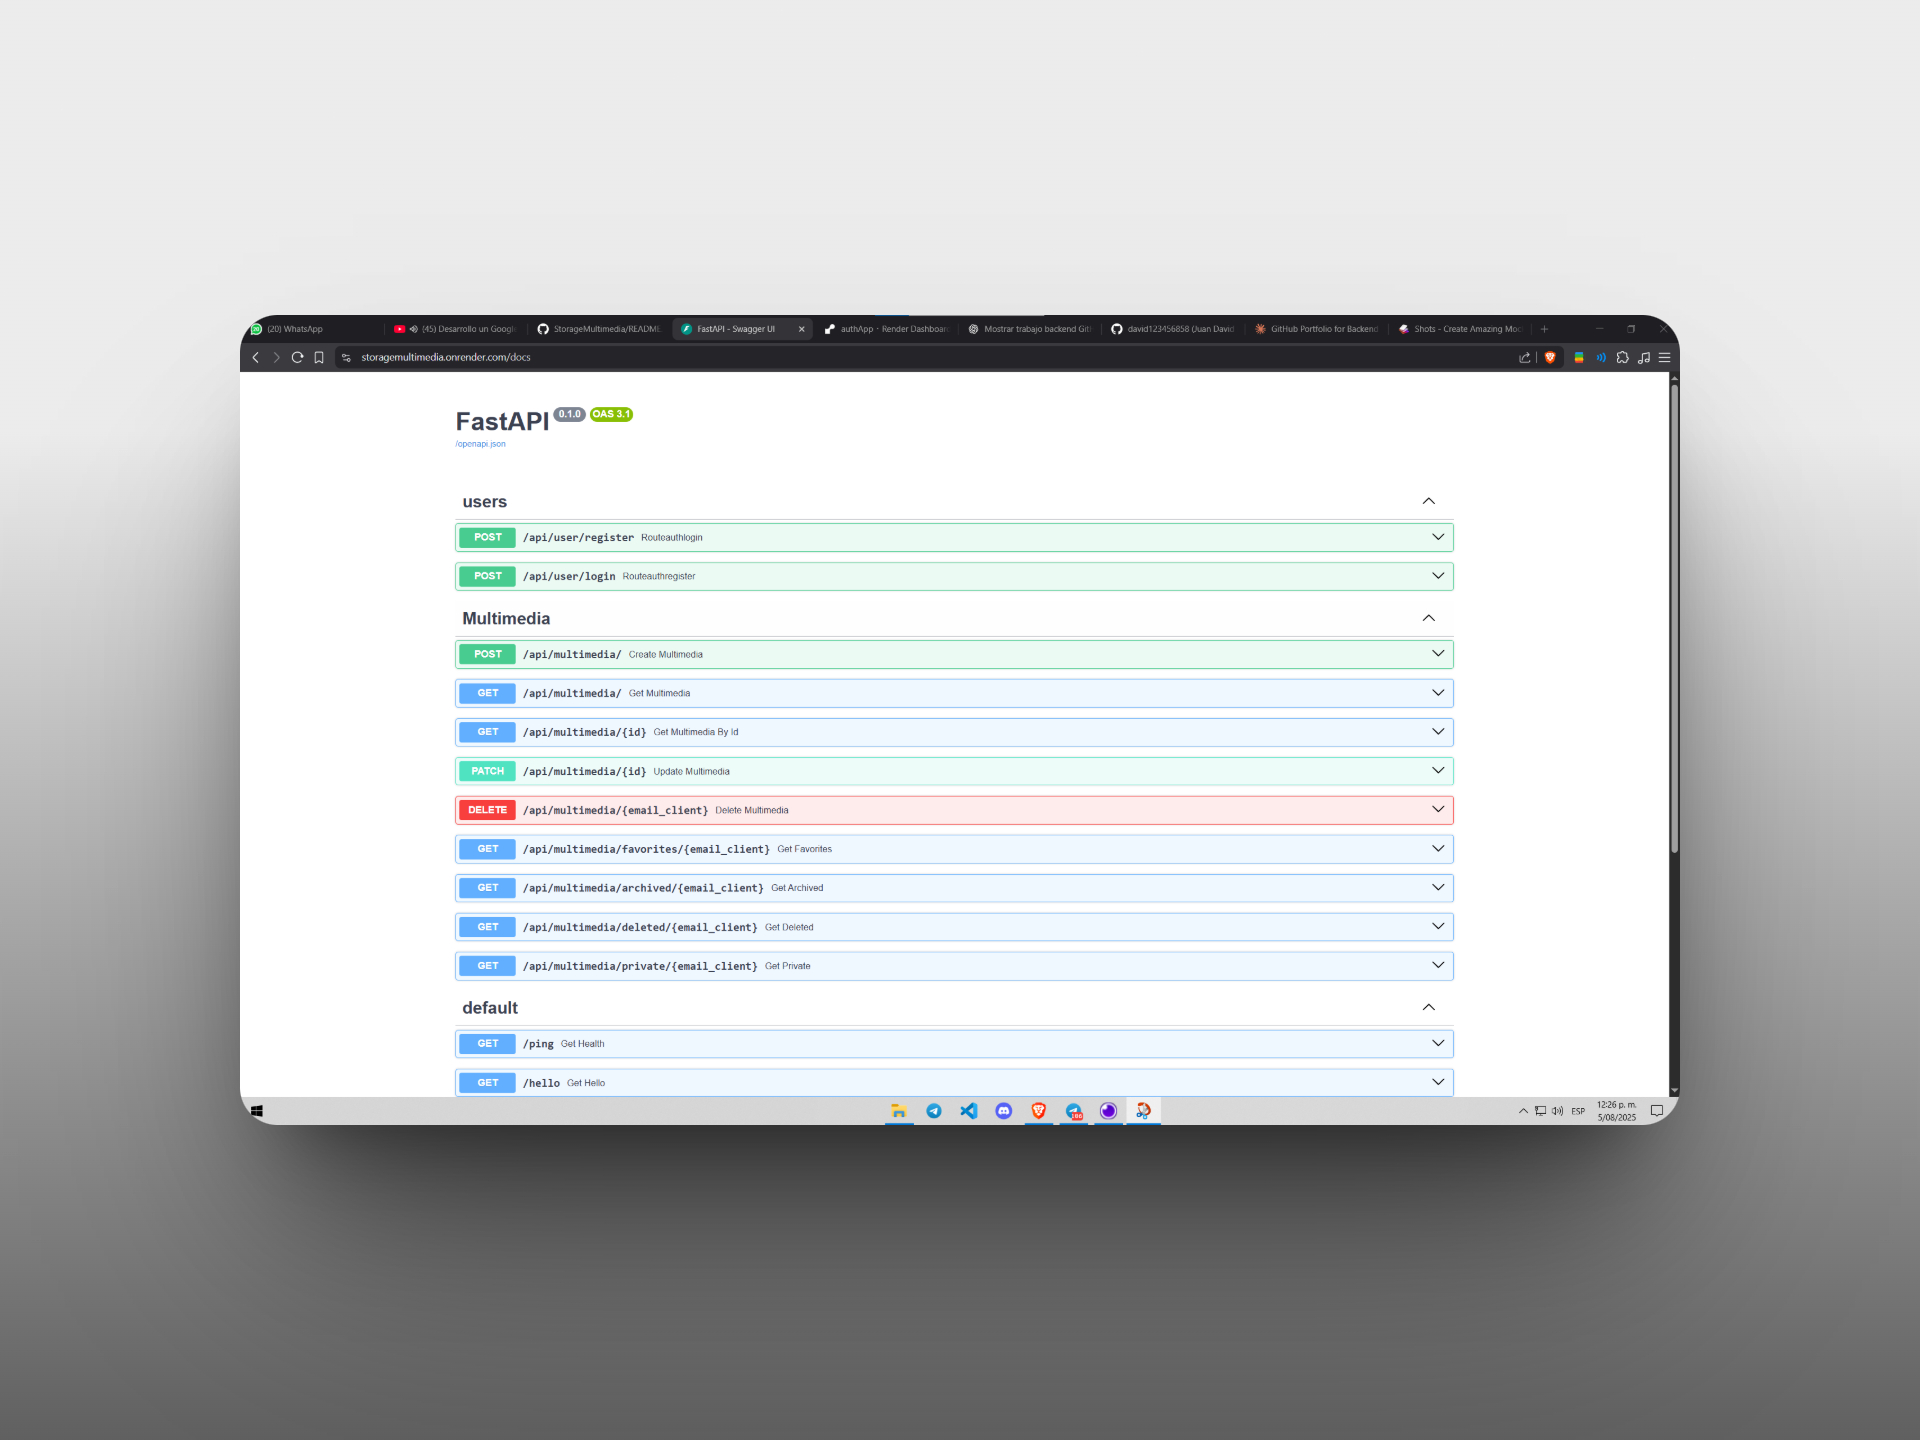 (20) WhatsApp
(45) Desarrollo un Googl
StorageMultimedia/README
FastAPI - Swagger UI
authApp · Render Dashboar
Mostrar trabajo backend Git
david123456858 (Juan David
GitHub Portfolio for Backend
Shots - Create Amazing Moc
storagemultimedia.onrender.com/docs
FastAPI 0.1.0 OAS 3.1
/openapi.json
users
POST /api/user/register Routeauthlogin
POST /api/user/login Routeauthregister
Multimedia
POST /api/multimedia/ Create Multimedia
GET /api/multimedia/ Get Multimedia
GET /api/multimedia/{id} Get Multimedia By Id
PATCH /api/multimedia/{id} Update Multimedia
DELETE /api/multimedia/{email_client} Delete Multimedia
GET /api/multimedia/favorites/{email_client} Get Favorites
GET /api/multimedia/archived/{email_client} Get Archived
GET /api/multimedia/deleted/{email_client} Get Deleted
GET /api/multimedia/private/{email_client} Get Private
default
GET /ping Get Health
GET /hello Get Hello
ESP
12:26 p. m.
5/08/2025